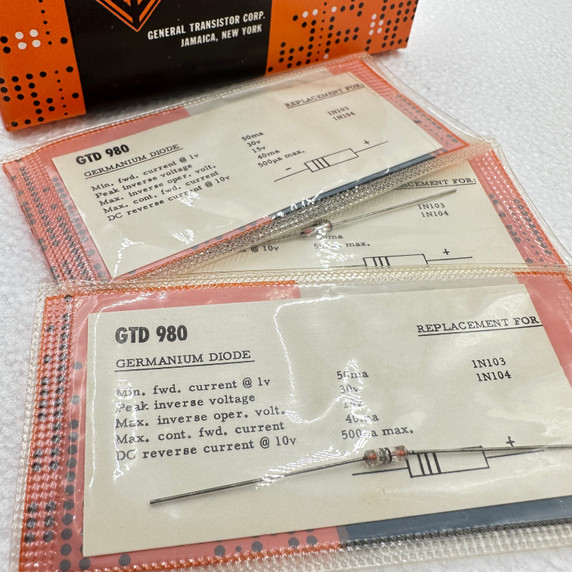 GENERAL TRANSISTOR CORP.
JAMAICA, NEW YORK
GTD 980
GERMANIUM DIODE
REPLACEMENT FOR
1N103
1N104
Min. fwd. current @ 1v 50ma
Peak inverse voltage 30v
Max. inverse oper. volt. 15v
Max. cont. fwd. current 40ma
DC reverse current @ 10v 500μa max.
- +
REPLACEMENT FOR
1N103
1N104
@ 10v max.
+
GTD 980
GERMANIUM DIODE
REPLACEMENT FOR
1N103
1N104
Min. fwd. current @ 1v 50ma
Peak inverse voltage 30v
Max. inverse oper. volt.
Max. cont. fwd. current 40ma
DC reverse current @ 10v 500μa max.
+